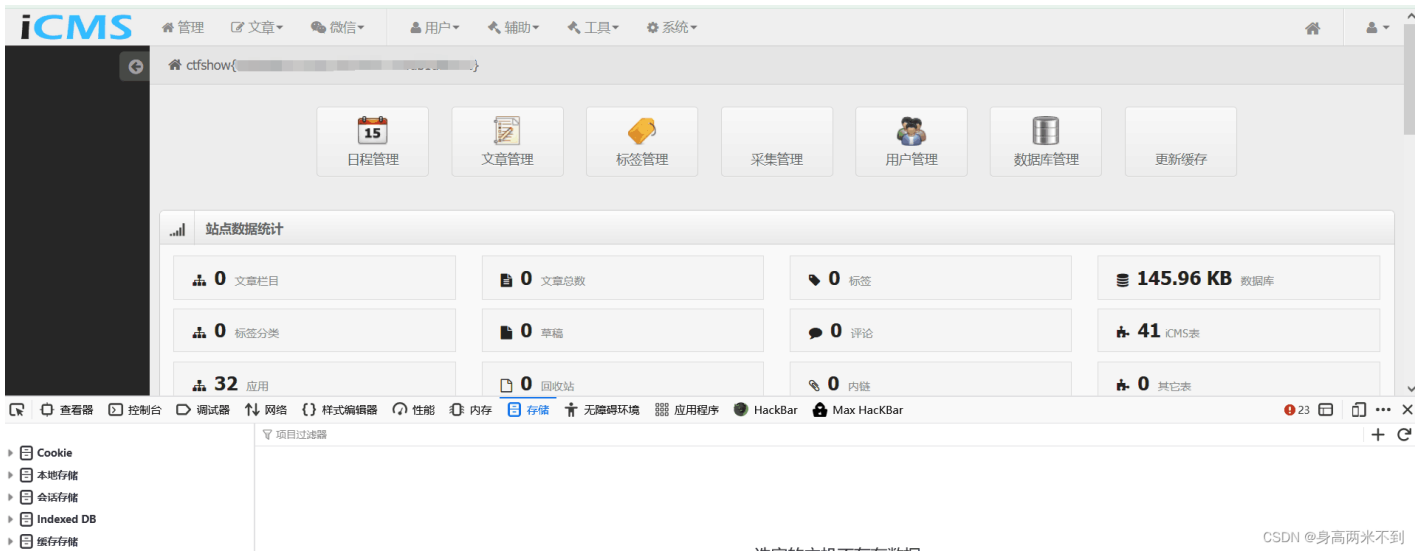 iCMS 管理 文章 微信 用户 辅助 工具 系统
ctfshow{ }
15
日程管理 文章管理 标签管理 采集管理 用户管理 数据库管理 更新缓存
站点数据统计
0 文章栏目 0 文章总数 0 标签 145.96 KB 数据库
0 标签分类 0 草稿 0 评论 41 iCMS表
32 应用 0 回收站 0 内链 0 其它表
查看器 控制台 调试器 网络 {} 样式编辑器 性能 内存 存储 无障碍环境 应用程序 HackBar Max HacKBar 23
项目过滤器
Cookie
本地存储
会话存储
Indexed DB
缓存存储
CSDN @身高两米不到